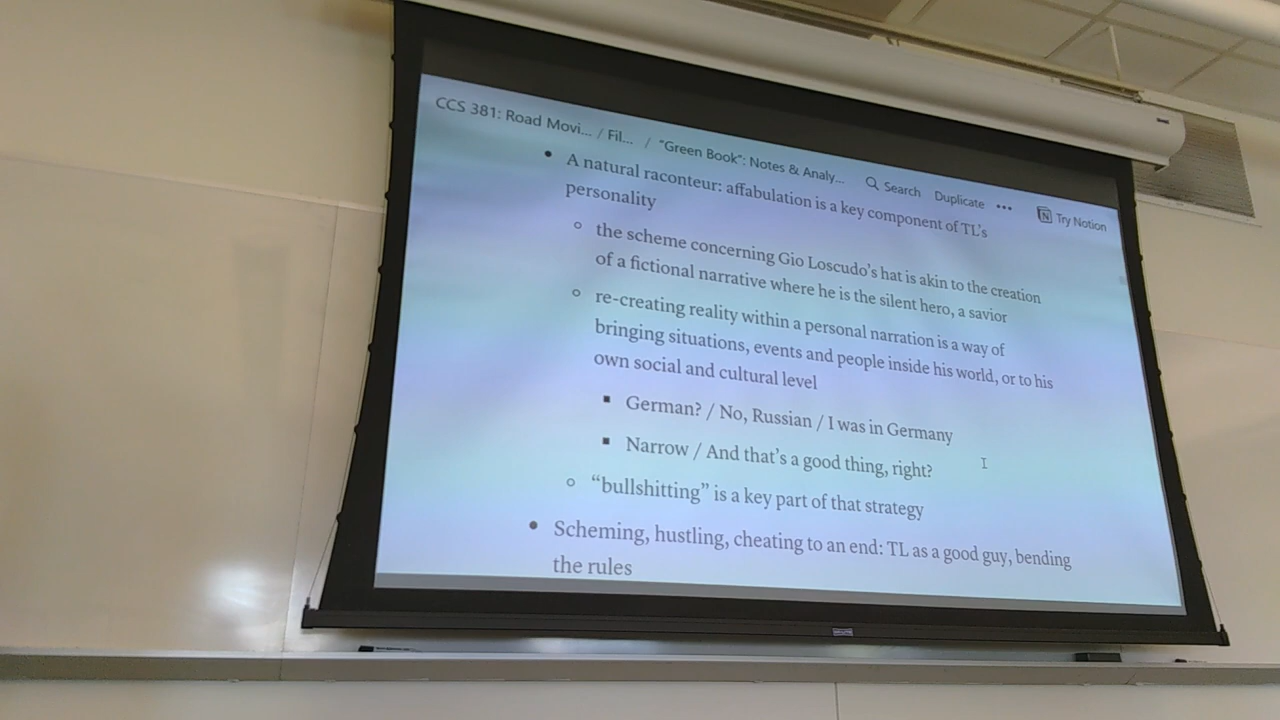 CCS 381: Road Movi... / Fil... / "Green Book": Notes & Analy... Search Duplicate ••• Try Notion
• A natural raconteur: affabulation is a key component of TL's
personality
◦ the scheme concerning Gio Loscudo's hat is akin to the creation
of a fictional narrative where he is the silent hero, a savior
◦ re-creating reality within a personal narration is a way of
bringing situations, events and people inside his world, or to his
own social and cultural level
▪ German? / No, Russian / I was in Germany
▪ Narrow / And that's a good thing, right?
◦ “bullshitting” is a key part of that strategy
• Scheming, hustling, cheating to an end: TL as a good guy, bending
the rules